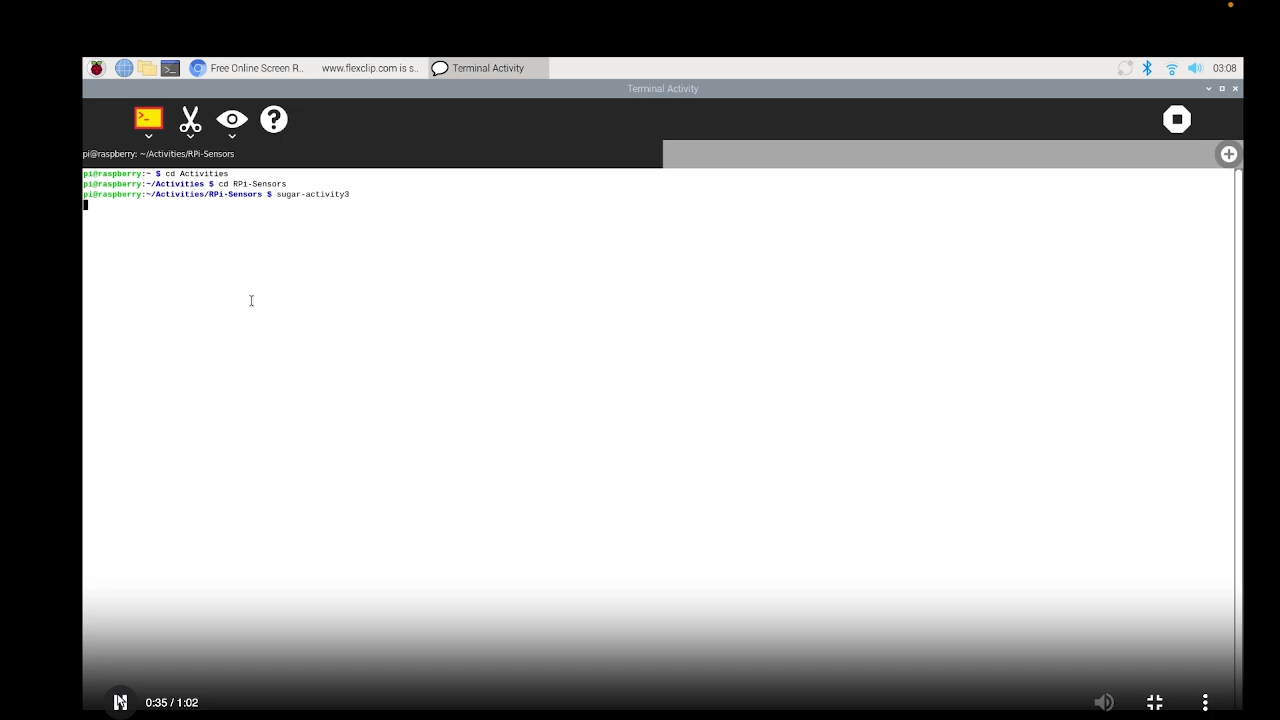 Free Online Screen R.. www.flexclip.com is s.. Terminal Activity 03:08
Terminal Activity
pi@raspberry: ~/Activities/RPi-Sensors
pi@raspberry:~ $ cd Activities
pi@raspberry:~/Activities $ cd RPi-Sensors
pi@raspberry:~/Activities/RPi-Sensors $ sugar-activity3
0:35 / 1:02